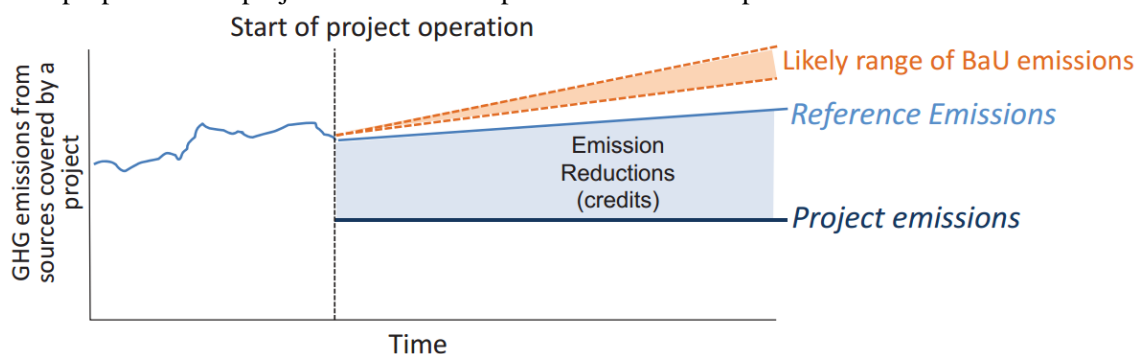 Start of project operation
Likely range of BaU emissions
Reference Emissions
Emission
Reductions
(credits)
Project emissions
GHG emissions from
sources covered by a
project
Time